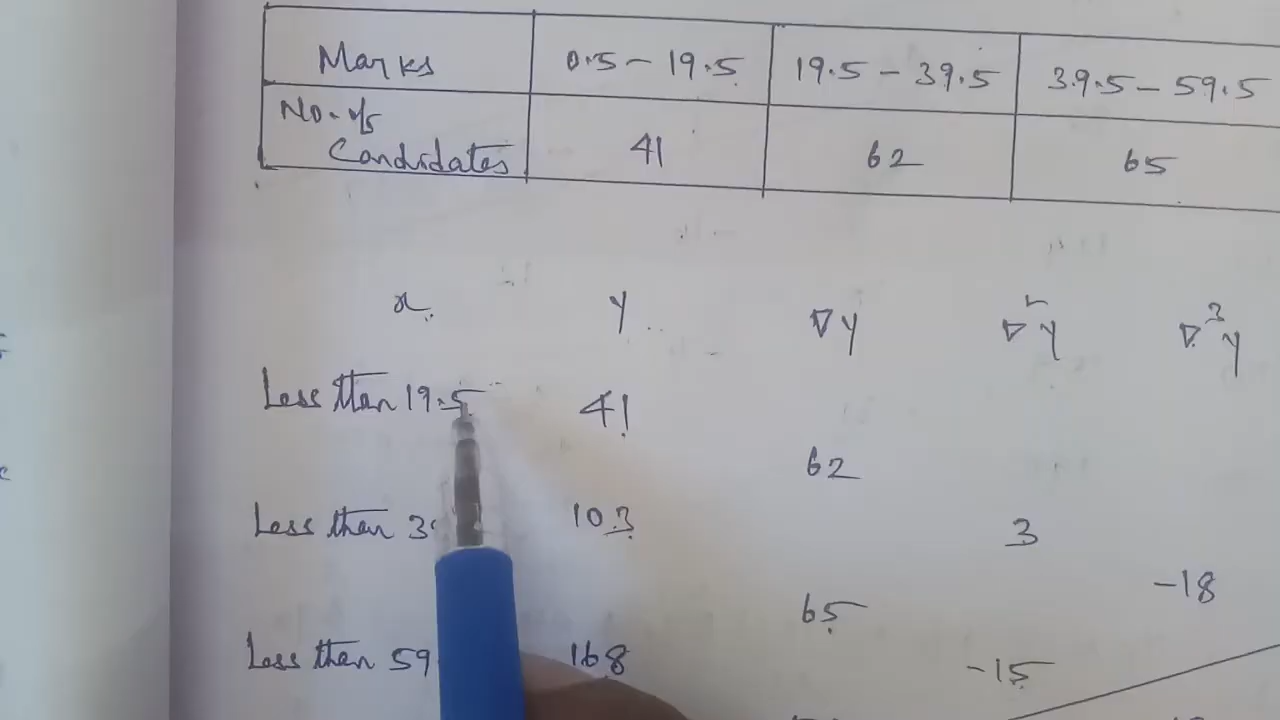 Marks 0.5 - 19.5 19.5 - 39.5 39.5 - 59.5
No. of
Candidates 41 62 65
x y ∇y ∇²y ∇³y
Less than 19.5 41
62
Less than 3 103 3
-18
65
Less than 59 168 -15